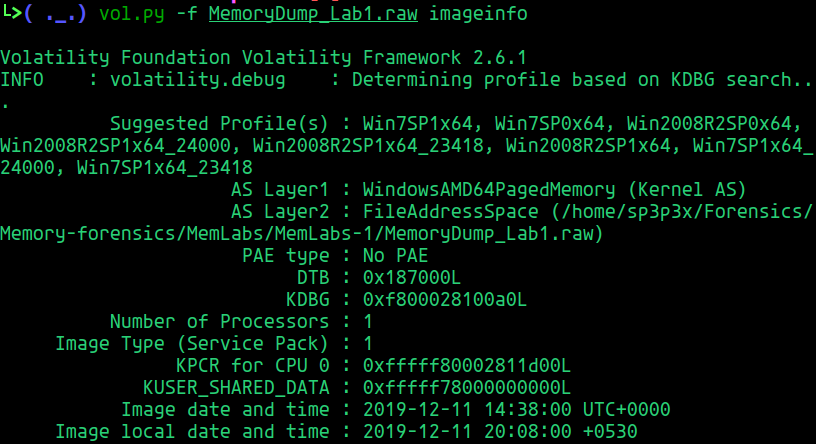 └>( ._.) vol.py -f MemoryDump_Lab1.raw imageinfo
Volatility Foundation Volatility Framework 2.6.1
INFO    : volatility.debug    : Determining profile based on KDBG search..
.
Suggested Profile(s) : Win7SP1x64, Win7SP0x64, Win2008R2SP0x64,
Win2008R2SP1x64_24000, Win2008R2SP1x64_23418, Win2008R2SP1x64, Win7SP1x64_
24000, Win7SP1x64_23418
AS Layer1 : WindowsAMD64PagedMemory (Kernel AS)
AS Layer2 : FileAddressSpace (/home/sp3p3x/Forensics/
Memory-forensics/MemLabs/MemLabs-1/MemoryDump_Lab1.raw)
PAE type : No PAE
DTB : 0x187000L
KDBG : 0xf800028100a0L
Number of Processors : 1
Image Type (Service Pack) : 1
KPCR for CPU 0 : 0xfffff80002811d00L
KUSER_SHARED_DATA : 0xfffff78000000000L
Image date and time : 2019-12-11 14:38:00 UTC+0000
Image local date and time : 2019-12-11 20:08:00 +0530